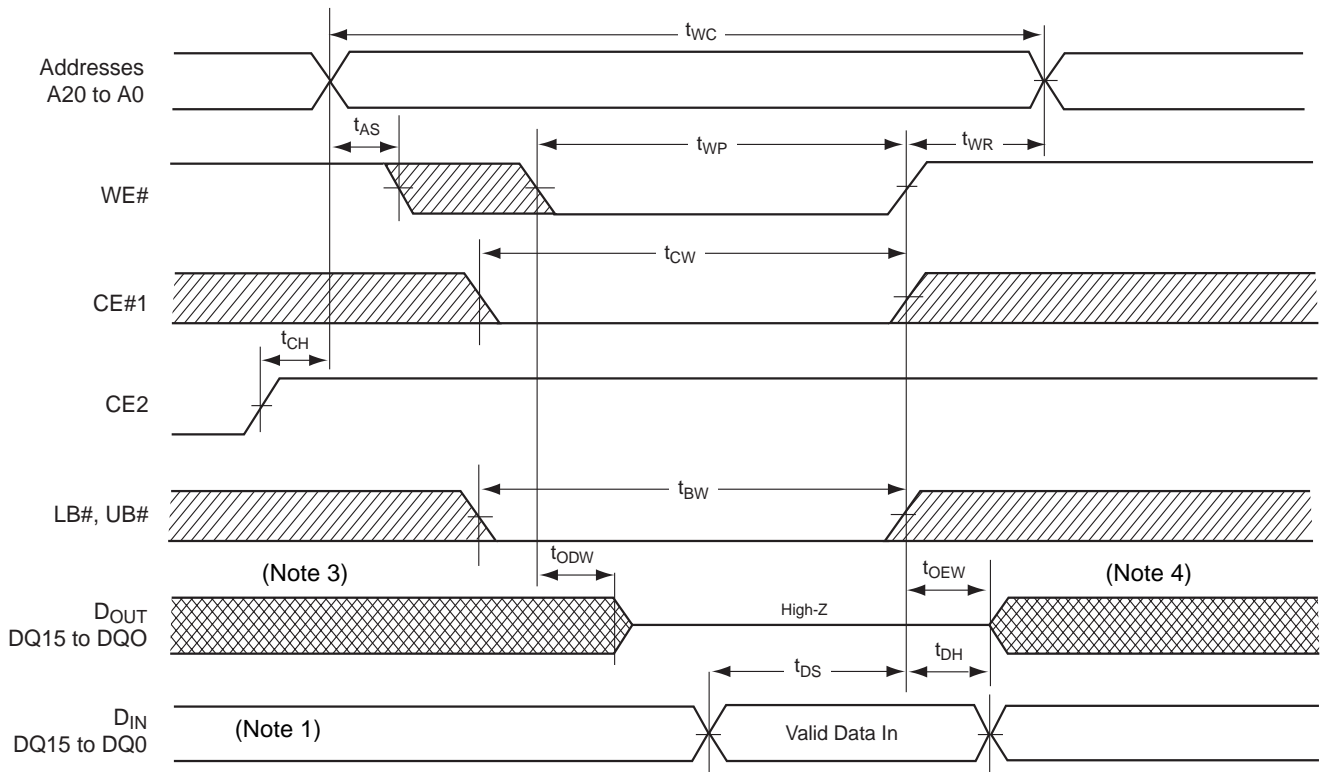 tWC
Addresses
A20 to A0
tAS
tWP
tWR
WE#
tCW
CE#1
tCH
CE2
tBW
LB#, UB#
tODW
tOEW
(Note 3)
(Note 4)
DOUT
DQ15 to DQO
High-Z
tDS
tDH
DIN
DQ15 to DQ0
(Note 1)
Valid Data In